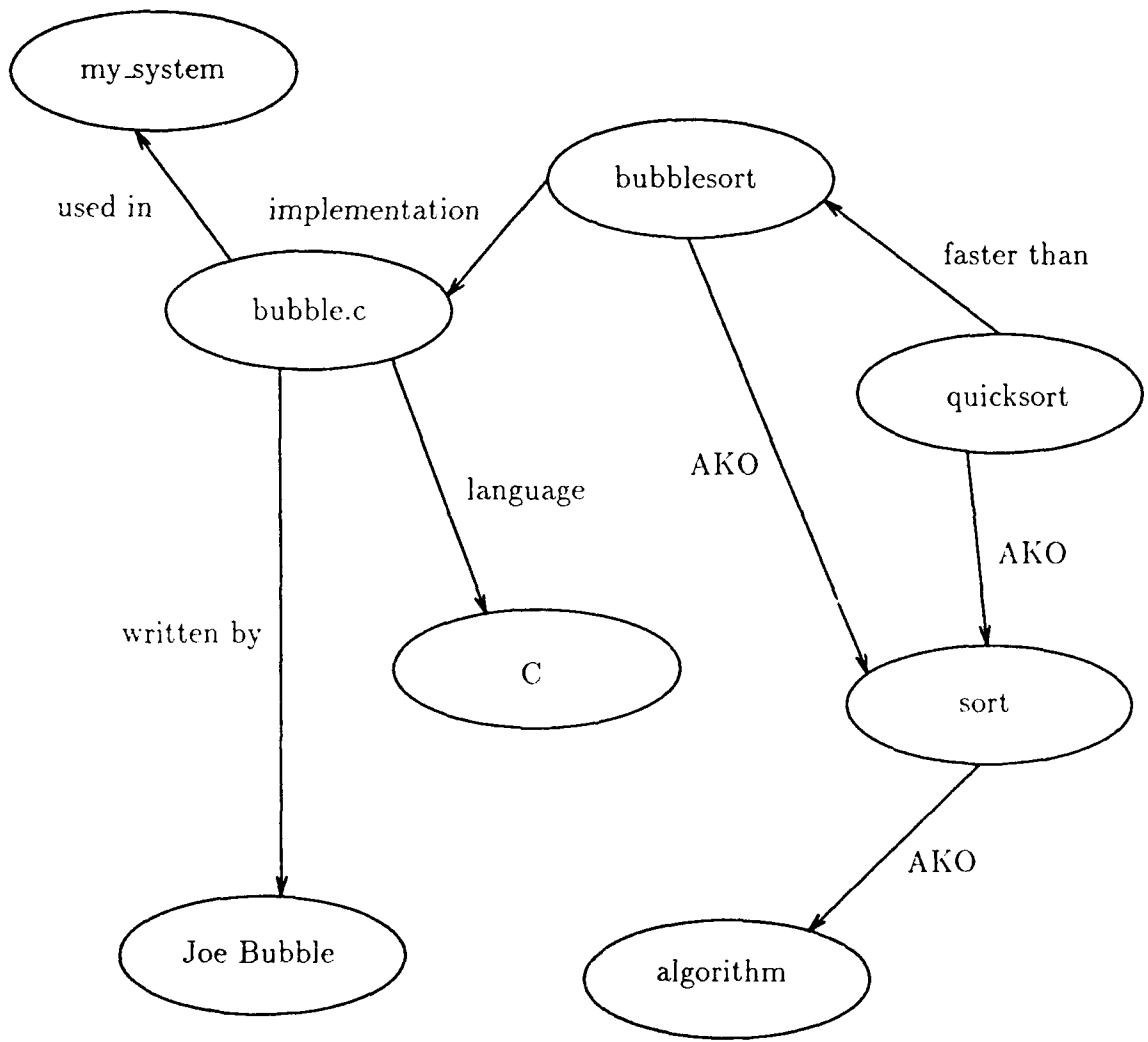 my_system
bubblesort
used in
implementation
faster than
bubble.c
quicksort
AKO
language
AKO
written by
C
sort
AKO
Joe Bubble
algorithm